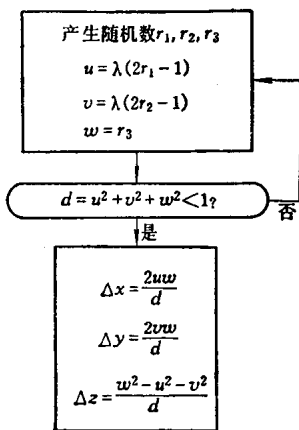 产生随机数r₁, r₂, r₃
u = λ(2r₁−1)
v = λ(2r₂−1)
w = r₃
d = u² + v² + w² < 1?
否
是
Δx = 2uw/d
Δy = 2vw/d
Δz = (w² − u² − v²)/d